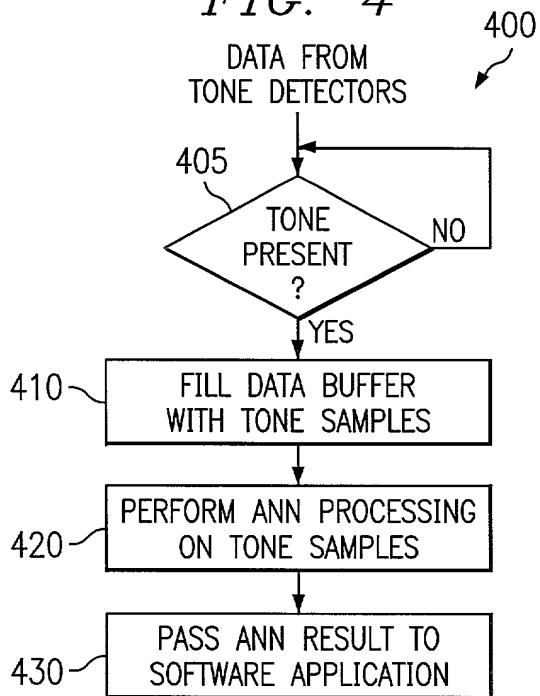 FIG. 4
400
DATA FROM
TONE DETECTORS
405
TONE
PRESENT
?
NO
YES
410
FILL DATA BUFFER
WITH TONE SAMPLES
420
PERFORM ANN PROCESSING
ON TONE SAMPLES
430
PASS ANN RESULT TO
SOFTWARE APPLICATION